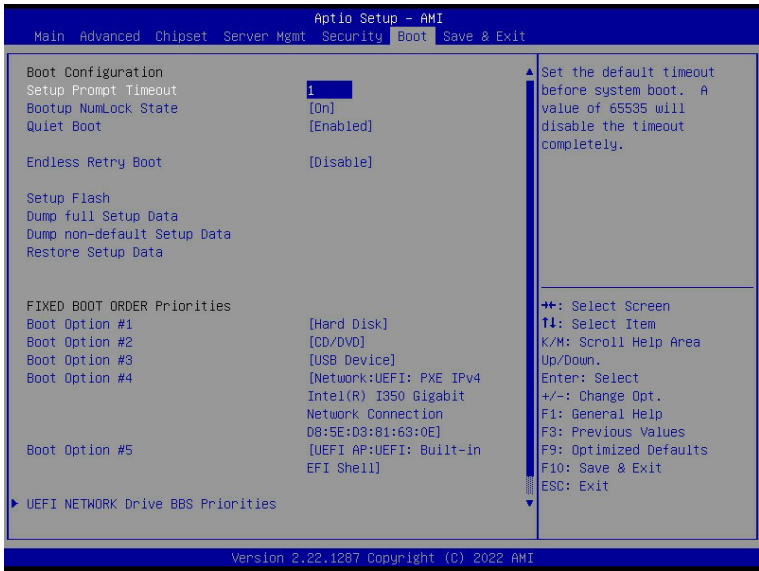 Aptio Setup - AMI
Main Advanced Chipset Server Mgmt Security Boot Save & Exit
Boot Configuration
Setup Prompt Timeout 1
Bootup NumLock State [On]
Quiet Boot [Enabled]
Endless Retry Boot [Disable]
Setup Flash
Dump full Setup Data
Dump non-default Setup Data
Restore Setup Data
FIXED BOOT ORDER Priorities
Boot Option #1 [Hard Disk]
Boot Option #2 [CD/DVD]
Boot Option #3 [USB Device]
Boot Option #4 [Network:UEFI: PXE IPv4
Intel(R) I350 Gigabit
Network Connection
D8:5E:D3:81:63:0E]
Boot Option #5 [UEFI AP:UEFI: Built-in
EFI Shell]
UEFI NETWORK Drive BBS Priorities
Set the default timeout
before system boot. A
value of 65535 will
disable the timeout
completely.
→←: Select Screen
↑↓: Select Item
K/M: Scroll Help Area
Up/Down.
Enter: Select
+/-: Change Opt.
F1: General Help
F3: Previous Values
F9: Optimized Defaults
F10: Save & Exit
ESC: Exit
Version 2.22.1287 Copyright (C) 2022 AMI